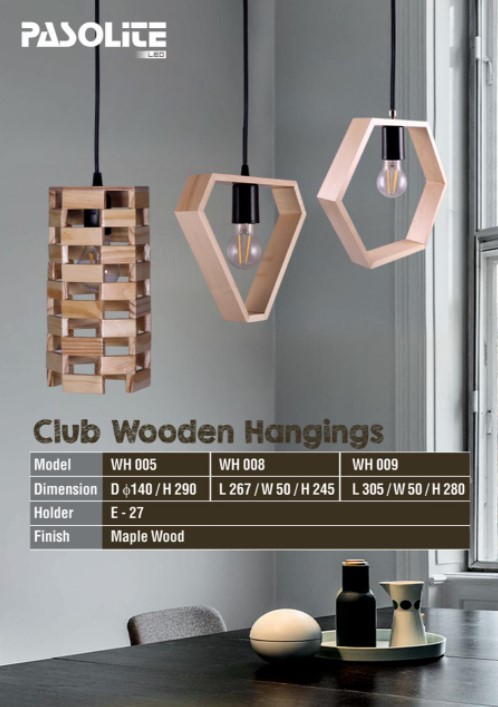 PASOLITE
LED
Club Wooden Hangings
Model WH 005 WH 008 WH 009
Dimension D ϕ140 / H 290 L 267 / W 50 / H 245 L 305 / W 50 / H 280
Holder E - 27
Finish Maple Wood